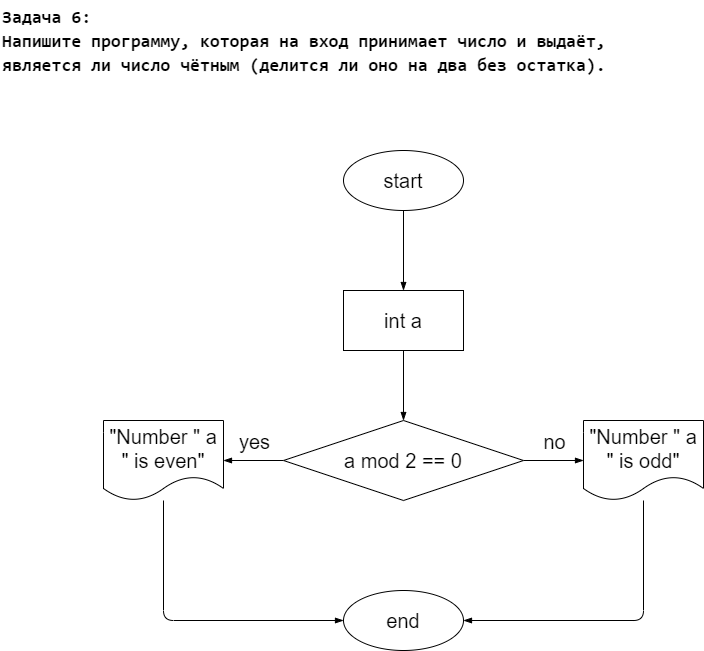 Задача 6:
Напишите программу, которая на вход принимает число и выдаёт,
является ли число чётным (делится ли оно на два без остатка).
start
int a
"Number " a
" is even"
yes
a mod 2 == 0
no
"Number " a
" is odd"
end